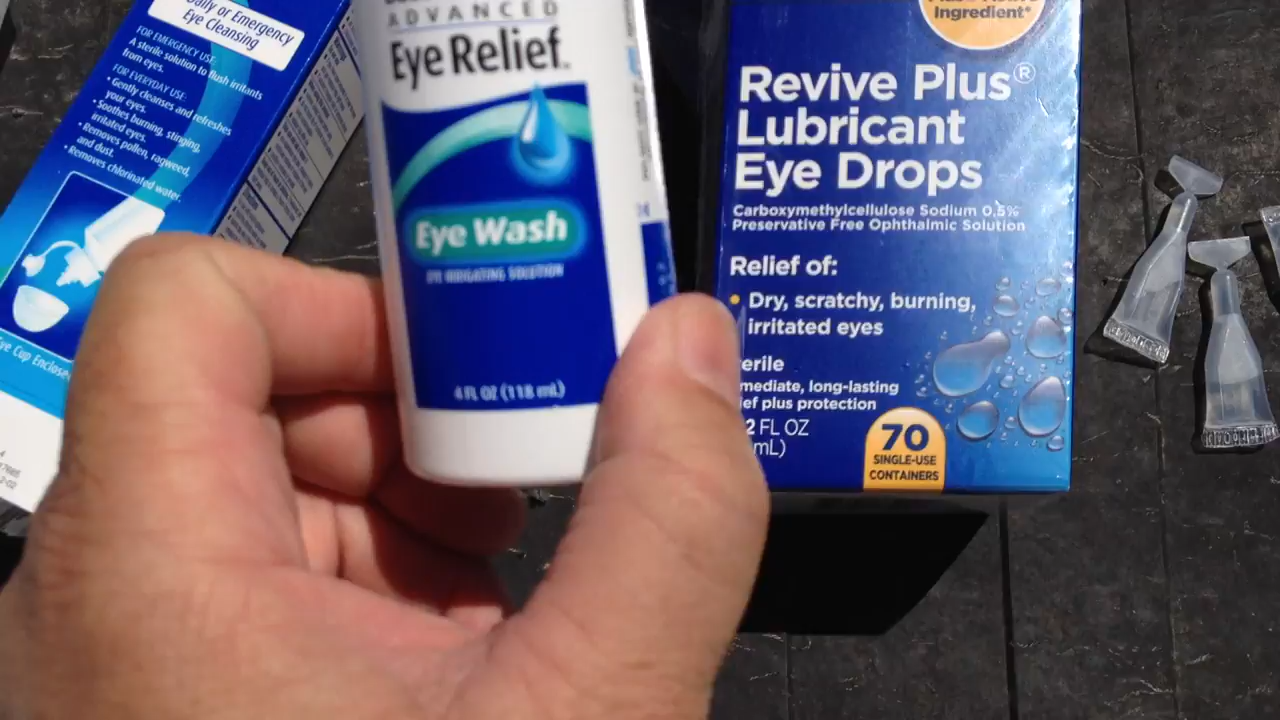 Daily or Emergency
Eye Cleansing
FOR EMERGENCY USE:
A sterile solution to flush irritants
from eyes.
FOR EVERYDAY USE:
• Gently cleanses and refreshes
your eyes.
• Soothes burning, stinging,
irritated eyes.
• Removes pollen, ragweed,
and dust.
• Removes chlorinated water.
Eye Cup Enclose
ADVANCED
Eye Relief.
Eye Wash
EYE IRRIGATING SOLUTION
4 FL OZ (118 mL)
Ingredient*
Revive Plus®
Lubricant
Eye Drops
Carboxymethylcellulose Sodium 0.5%
Preservative Free Ophthalmic Solution
Relief of:
• Dry, scratchy, burning,
irritated eyes
erile
mediate, long-lasting
ief plus protection
2 FL OZ
mL)
70
SINGLE-USE
CONTAINERS